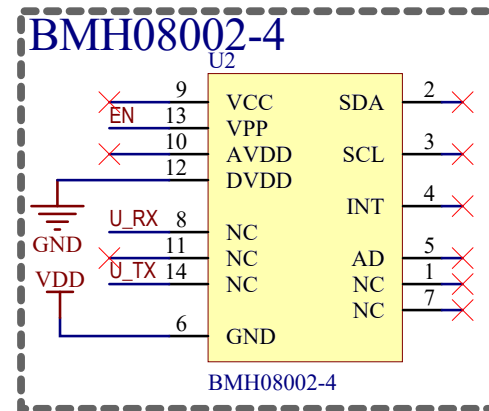 BMH08002-4
U2
9 VCC SDA 2
EN 13 VPP
10 AVDD SCL 3
12 DVDD
INT 4
GND
U_RX 8 NC
11 NC AD 5
U_TX 14 NC NC 1
VDD
NC 7
6 GND
BMH08002-4